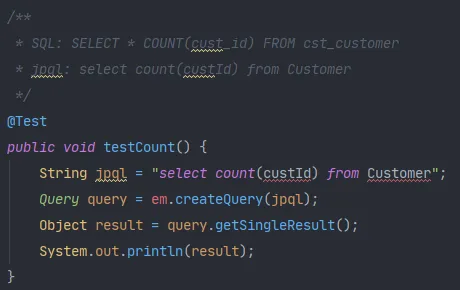 /**
 * SQL: SELECT * COUNT(cust_id) FROM cst_customer
 * jpql: select count(custId) from Customer
 */
@Test
public void testCount() {
    String jpql = "select count(custId) from Customer";
    Query query = em.createQuery(jpql);
    Object result = query.getSingleResult();
    System.out.println(result);
}